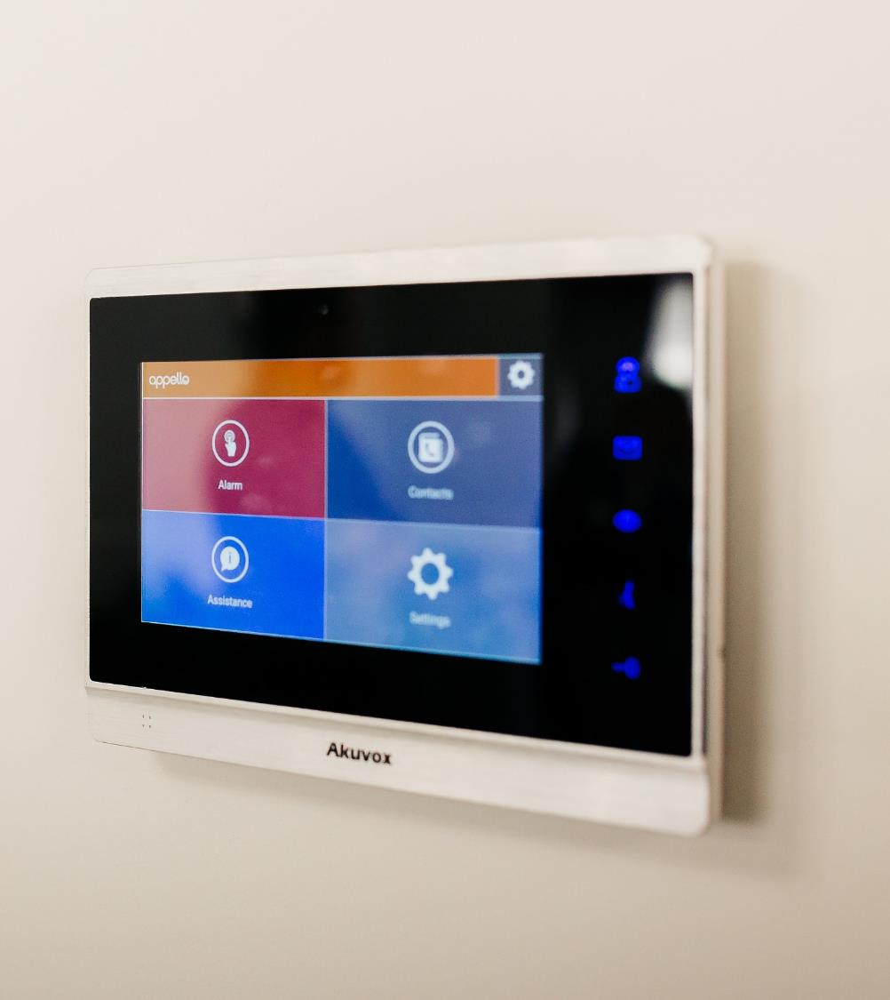 appello
Alarm
Contacts
Assistance
Settings
Akuvox